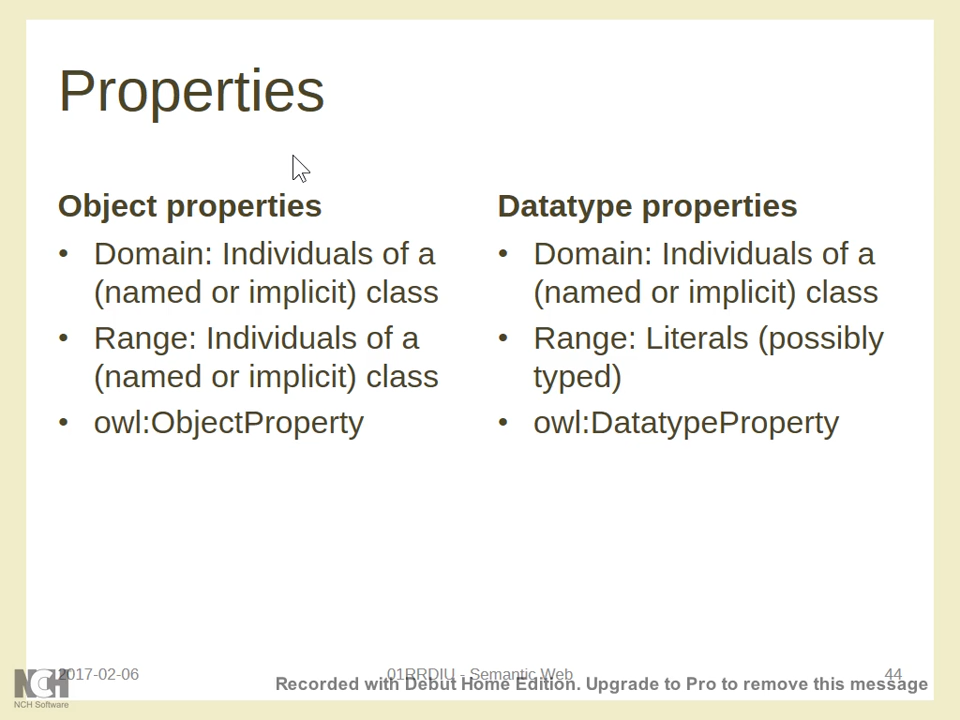 Properties
Object properties
• Domain: Individuals of a
(named or implicit) class
• Range: Individuals of a
(named or implicit) class
• owl:ObjectProperty
Datatype properties
• Domain: Individuals of a
(named or implicit) class
• Range: Literals (possibly
typed)
• owl:DatatypeProperty
2017-02-06
01RRDIU - Semantic Web
44
Recorded with Debut Home Edition. Upgrade to Pro to remove this message
NCH
NCH Software